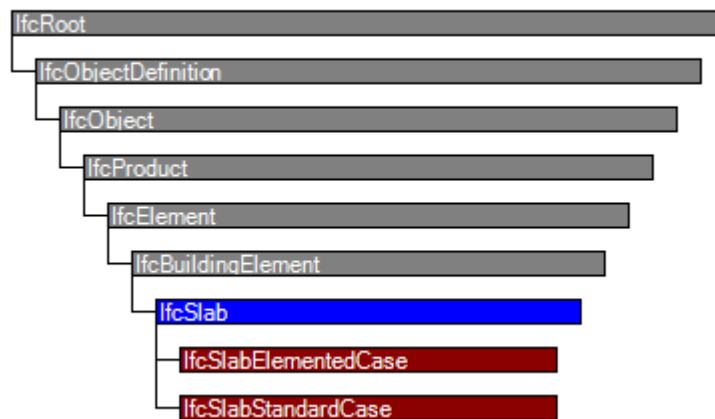 IfcRoot
IfcObjectDefinition
IfcObject
IfcProduct
IfcElement
IfcBuildingElement
IfcSlab
IfcSlabElementedCase
IfcSlabStandardCase